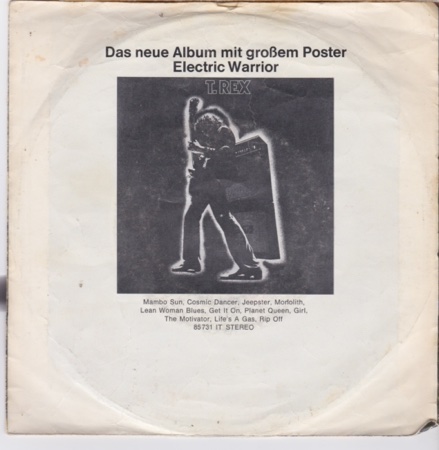 Das neue Album mit großem Poster
Electric Warrior
T. REX
Mambo Sun, Cosmic Dancer, Jeepster, Morfolith,
Lean Woman Blues, Get It On, Planet Queen, Girl,
The Motivator, Life's A Gas, Rip Off
85731 IT STEREO